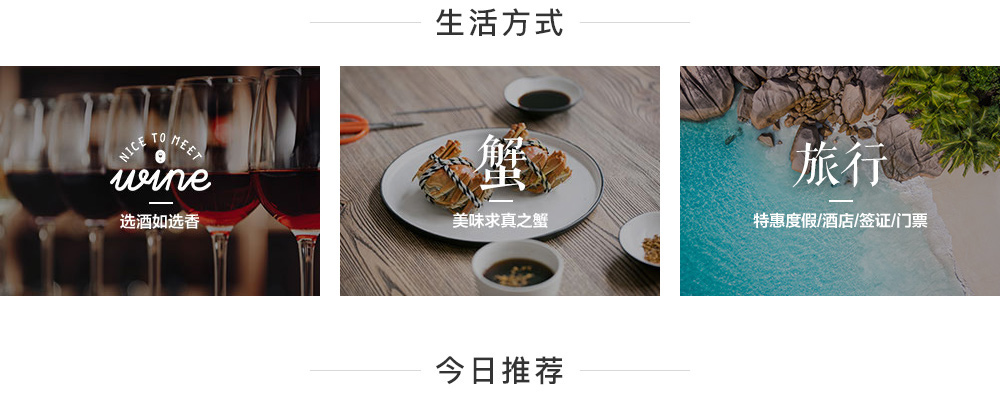 生活方式
NICE TO MEET
wine
选酒如选香
蟹
美味求真之蟹
旅行
特惠度假/酒店/签证/门票
今日推荐